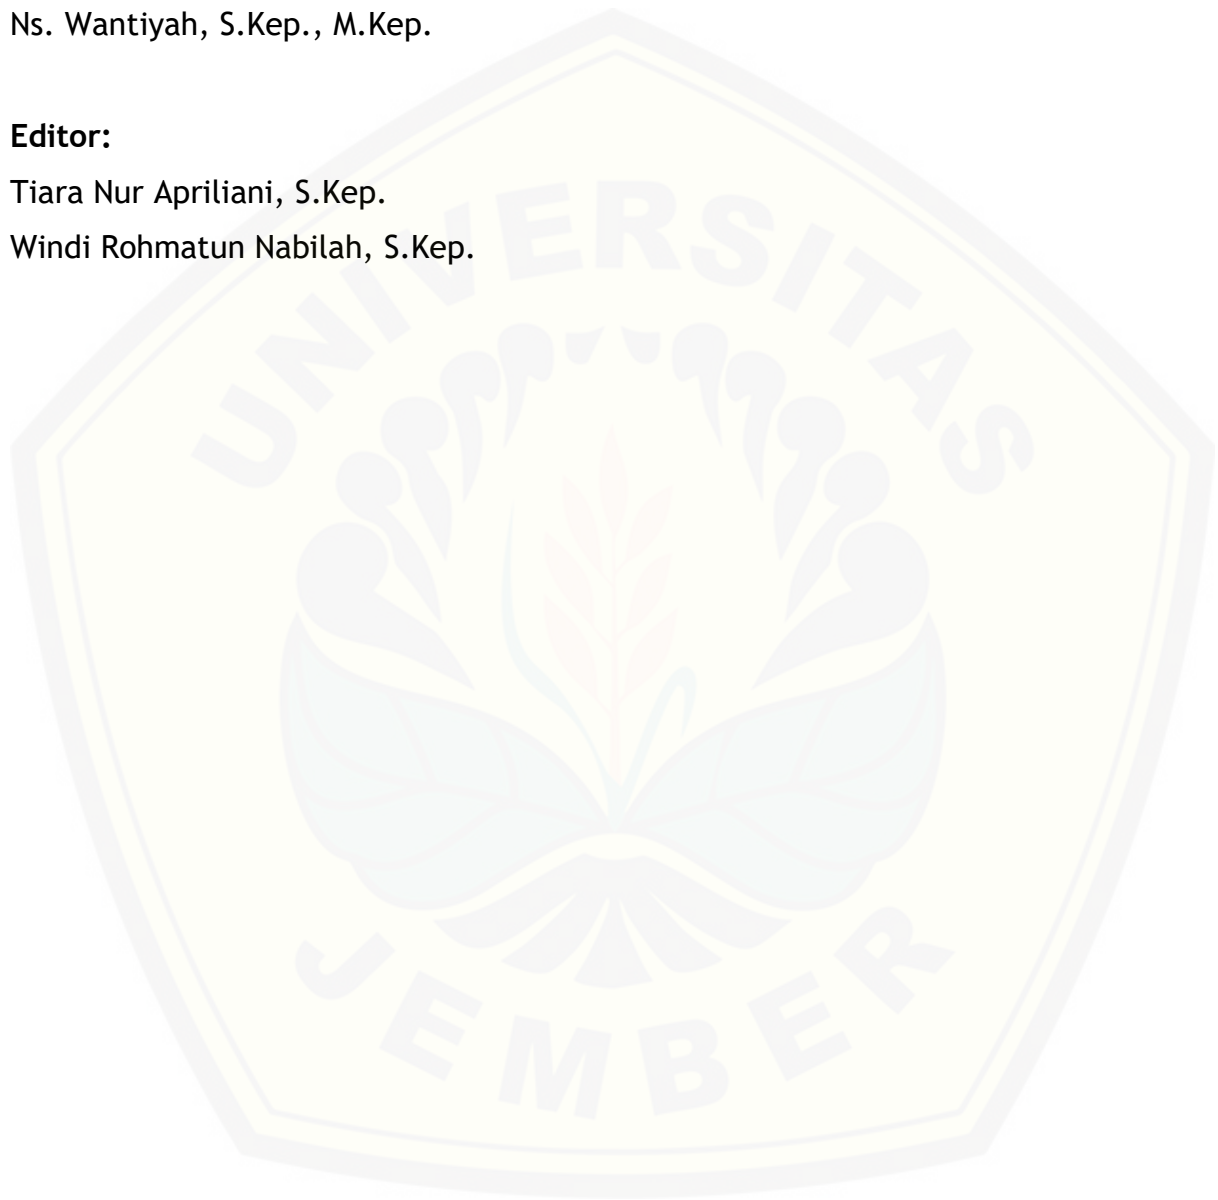 Ns. Wantiyah, S.Kep., M.Kep.
Editor:
Tiara Nur Apriliani, S.Kep.
Windi Rohmatun Nabilah, S.Kep.
UNIVERSITAS
JEMBER